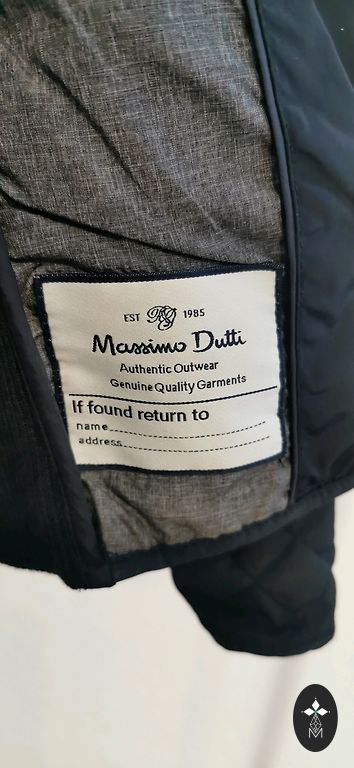 EST 1985
Massimo Dutti
Authentic Outwear
Genuine Quality Garments
If found return to
name
address
M